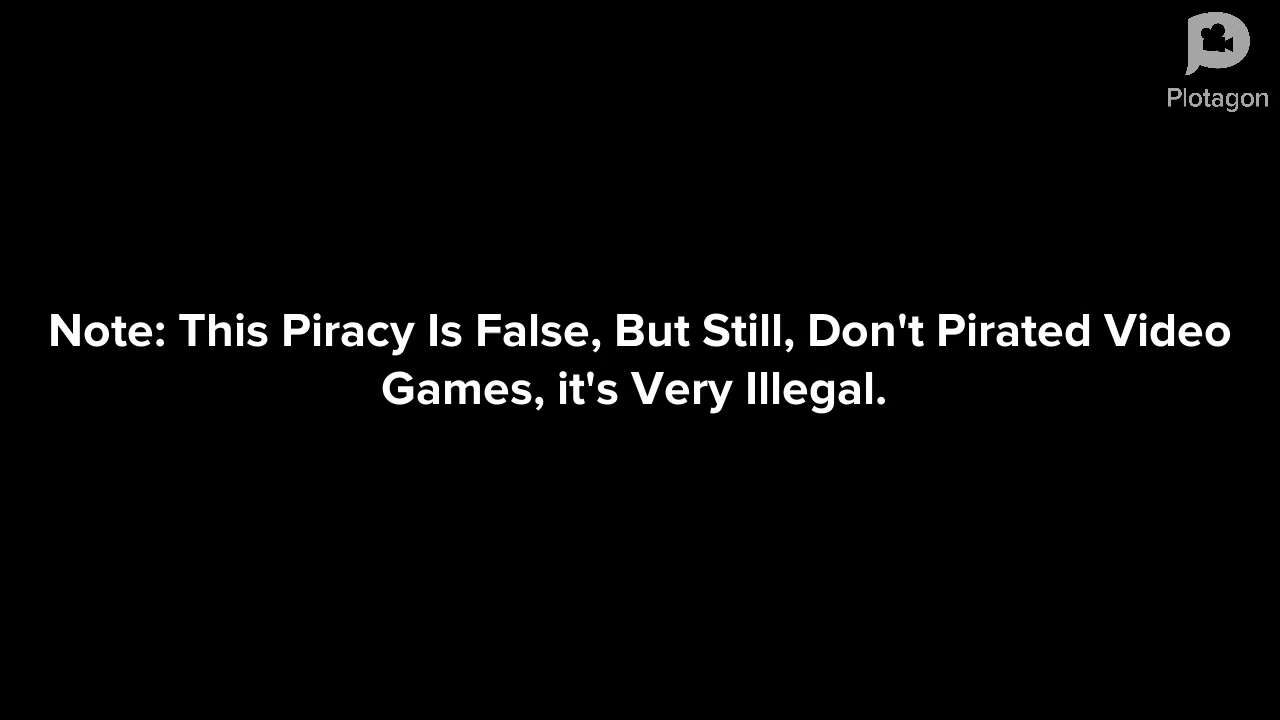 Plotagon
Note: This Piracy Is False, But Still, Don't Pirated Video
Games, it's Very Illegal.